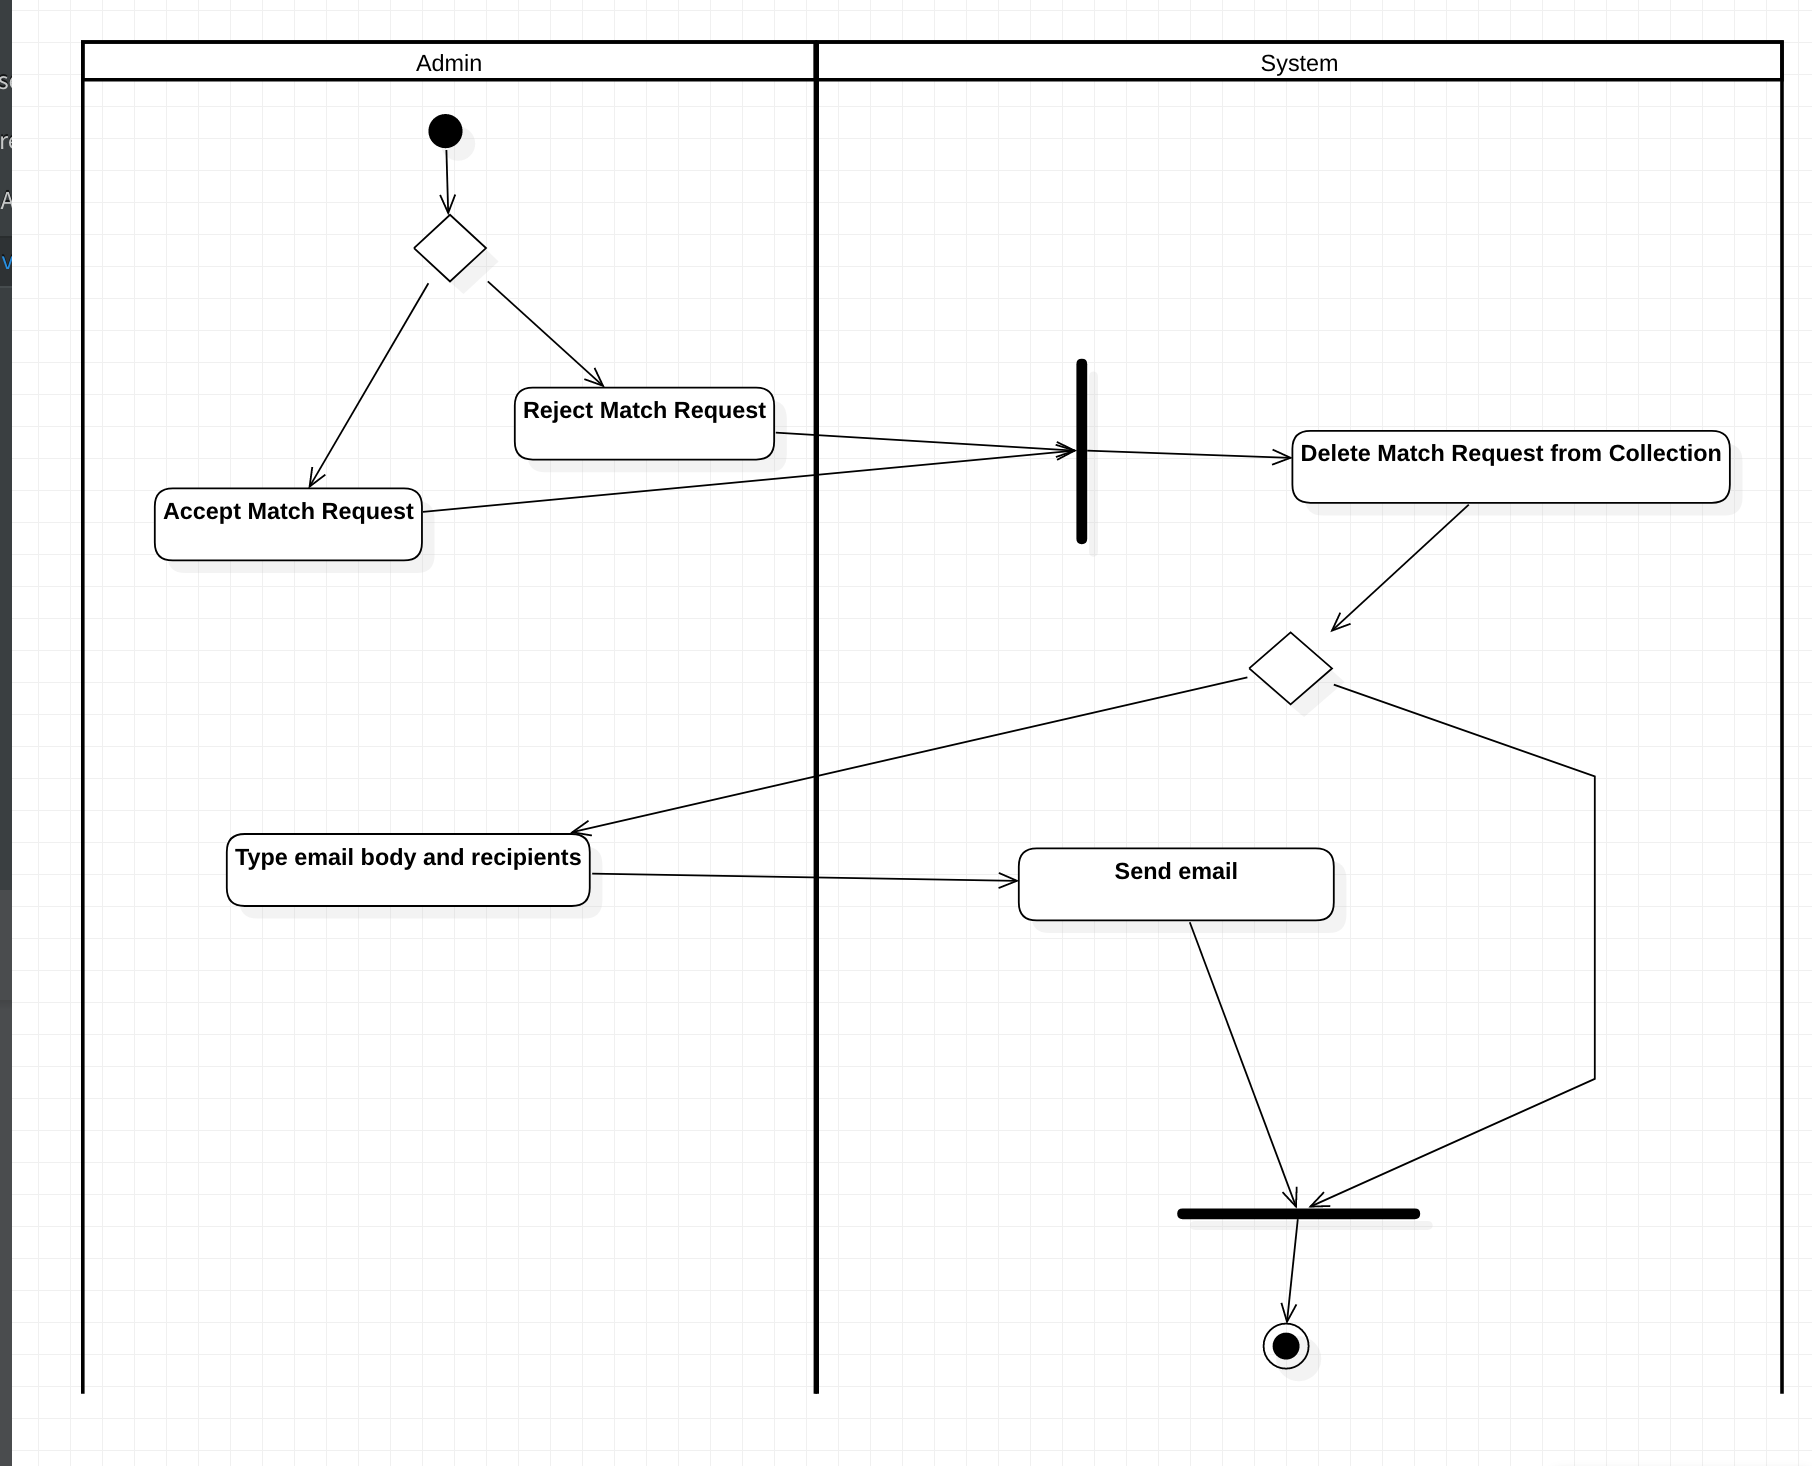 Admin
System
Reject Match Request
Delete Match Request from Collection
Accept Match Request
Type email body and recipients
Send email